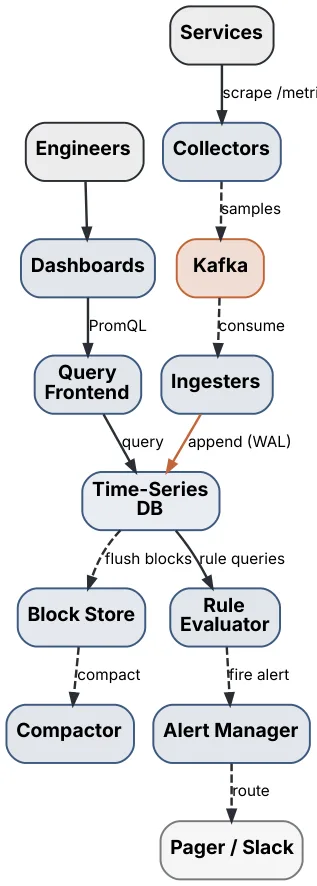 Services
scrape /metri
Engineers
Collectors
samples
Dashboards
Kafka
PromQL
consume
Query
Frontend
Ingesters
query
append (WAL)
Time-Series
DB
flush blocks
rule queries
Block Store
Rule
Evaluator
compact
fire alert
Compactor
Alert Manager
route
Pager / Slack